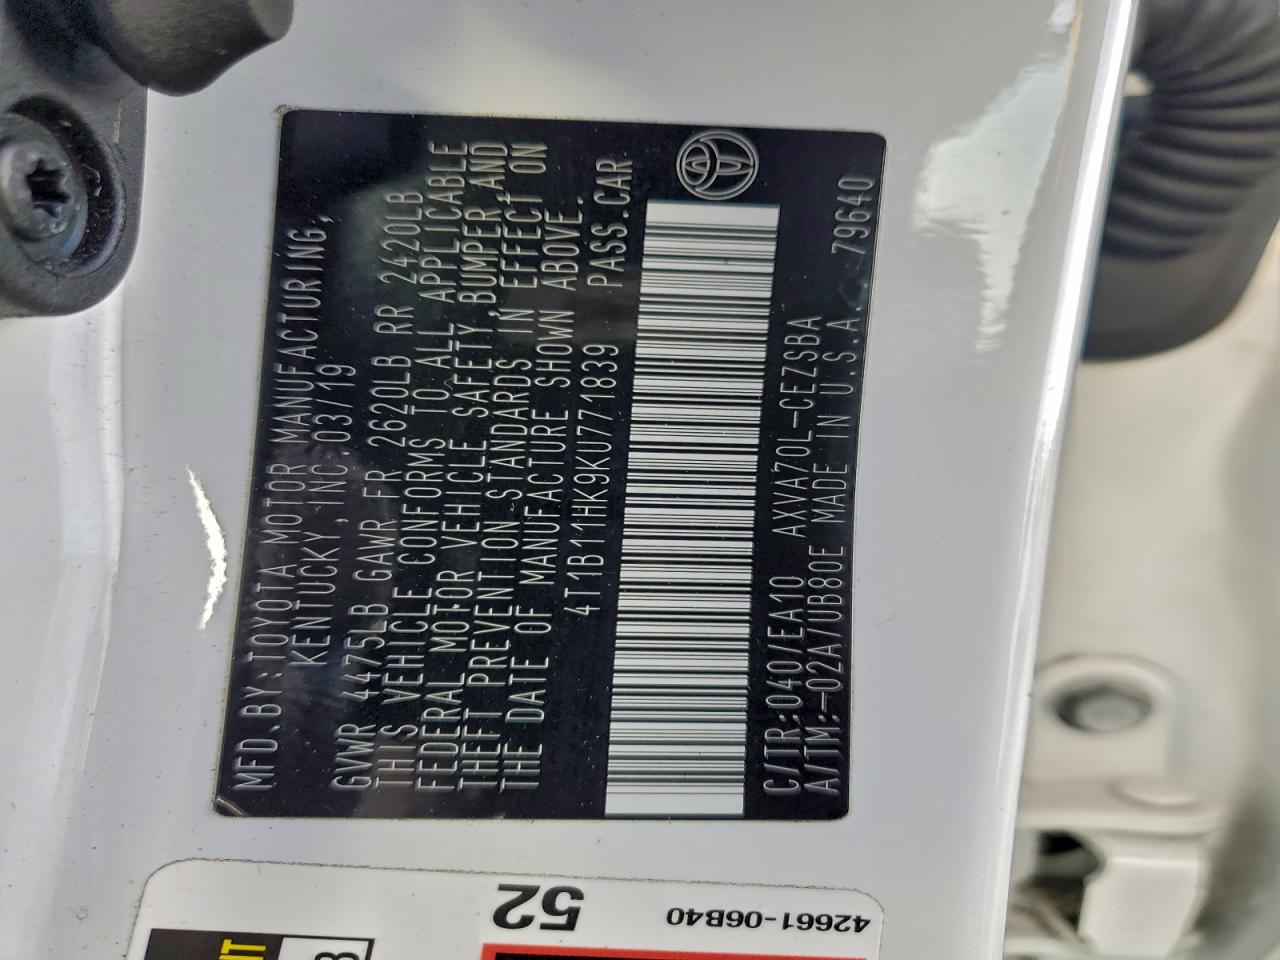 MFD.BY:TOYOTA MOTOR MANUFACTURING,
KENTUCKY,INC.03/19
GVWR 4475LB GAWR FR 2620LB RR 2420LB
THIS VEHICLE CONFORMS TO ALL APPLICABLE
FEDERAL MOTOR VEHICLE SAFETY,BUMPER,AND
THEFT PREVENTION STANDARDS IN EFFECT ON
THE DATE OF MANUFACTURE SHOWN ABOVE.
4T1B11HK9KU771839 PASS.CAR
C/TR:040/EA10 AXVA70L-CEZSBA
A/TM:-02A/UB80E MADE IN U.S.A. 79640
42661-06B40
52